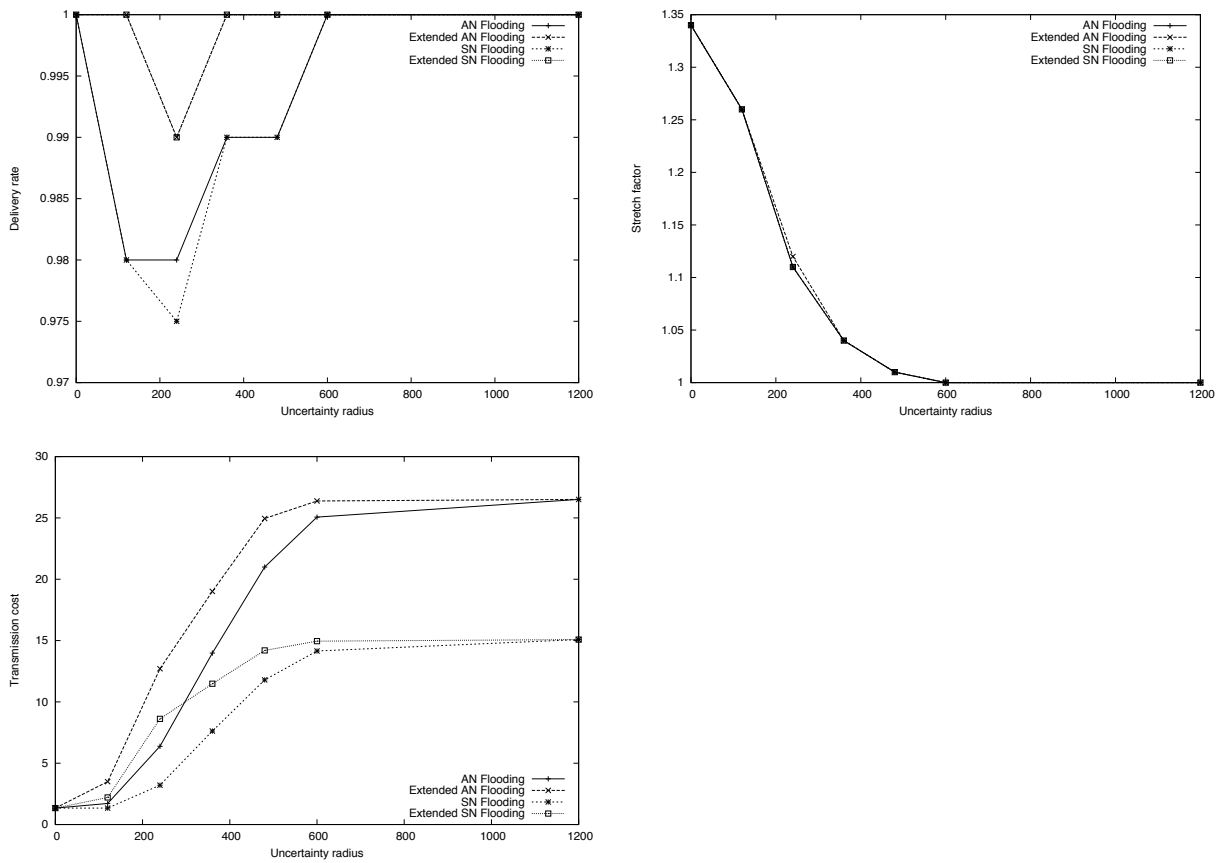 1
0.995
0.99
0.985
0.98
0.975
0.97
0 200 400 600 800 1000 1200
Delivery rate
Uncertainty radius
AN Flooding
Extended AN Flooding
SN Flooding
Extended SN Flooding
1.35
1.3
1.25
1.2
1.15
1.1
1.05
1
0 200 400 600 800 1000 1200
Stretch factor
Uncertainty radius
AN Flooding
Extended AN Flooding
SN Flooding
Extended SN Flooding
30
25
20
15
10
5
0
0 200 400 600 800 1000 1200
Transmission cost
Uncertainty radius
AN Flooding
Extended AN Flooding
SN Flooding
Extended SN Flooding